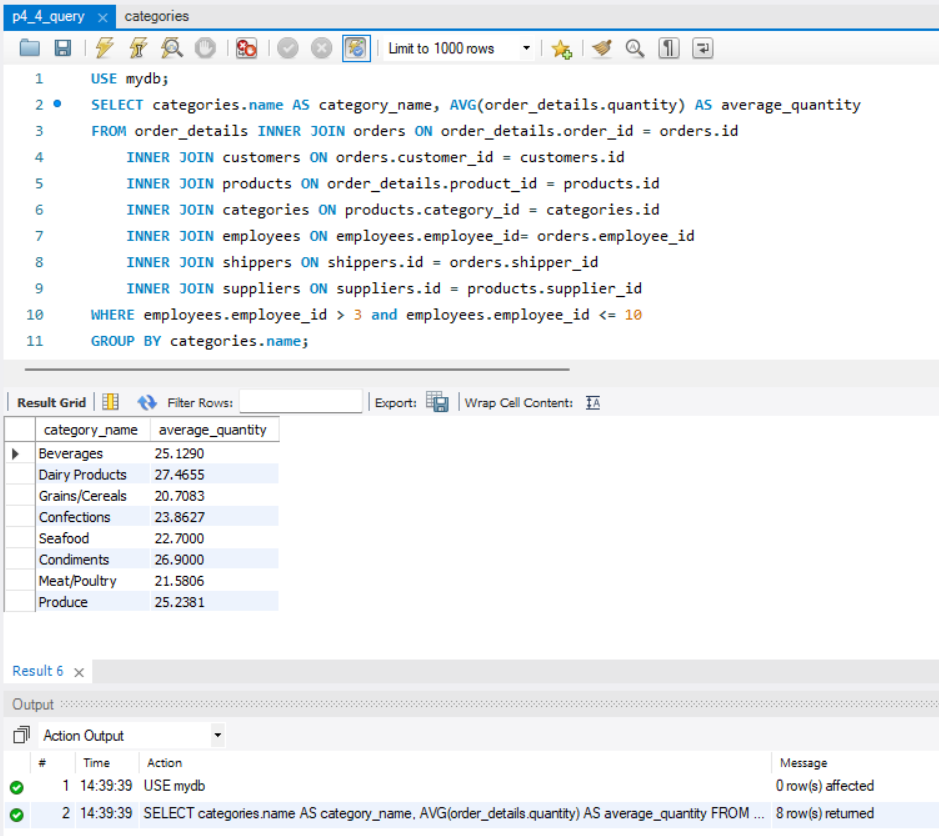 p4_4_query × categories
Limit to 1000 rows
1 USE mydb;
2 SELECT categories.name AS category_name, AVG(order_details.quantity) AS average_quantity
3 FROM order_details INNER JOIN orders ON order_details.order_id = orders.id
4 INNER JOIN customers ON orders.customer_id = customers.id
5 INNER JOIN products ON order_details.product_id = products.id
6 INNER JOIN categories ON products.category_id = categories.id
7 INNER JOIN employees ON employees.employee_id= orders.employee_id
8 INNER JOIN shippers ON shippers.id = orders.shipper_id
9 INNER JOIN suppliers ON suppliers.id = products.supplier_id
10 WHERE employees.employee_id > 3 and employees.employee_id <= 10
11 GROUP BY categories.name;
Result Grid Filter Rows: Export: Wrap Cell Content: IA
category_name average_quantity
Beverages 25.1290
Dairy Products 27.4655
Grains/Cereals 20.7083
Confections 23.8627
Seafood 22.7000
Condiments 26.9000
Meat/Poultry 21.5806
Produce 25.2381
Result 6 ×
Output
Action Output
# Time Action Message
1 14:39:39 USE mydb 0 row(s) affected
2 14:39:39 SELECT categories.name AS category_name, AVG(order_details.quantity) AS average_quantity FROM ... 8 row(s) returned